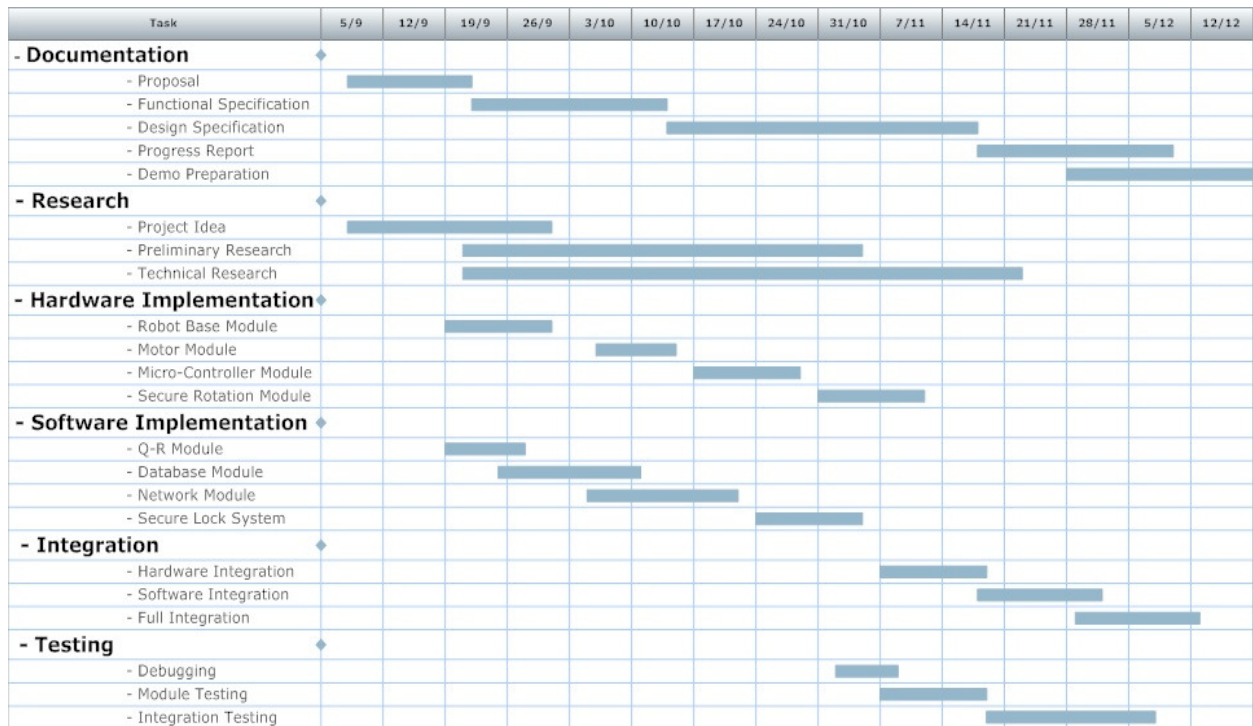 Task 5/9 12/9 19/9 26/9 3/10 10/10 17/10 24/10 31/10 7/11 14/11 21/11 28/11 5/12 12/12
- Documentation
- Proposal
- Functional Specification
- Design Specification
- Progress Report
- Demo Preparation
- Research
- Project Idea
- Preliminary Research
- Technical Research
- Hardware Implementation
- Robot Base Module
- Motor Module
- Micro-Controller Module
- Secure Rotation Module
- Software Implementation
- Q-R Module
- Database Module
- Network Module
- Secure Lock System
- Integration
- Hardware Integration
- Software Integration
- Full Integration
- Testing
- Debugging
- Module Testing
- Integration Testing